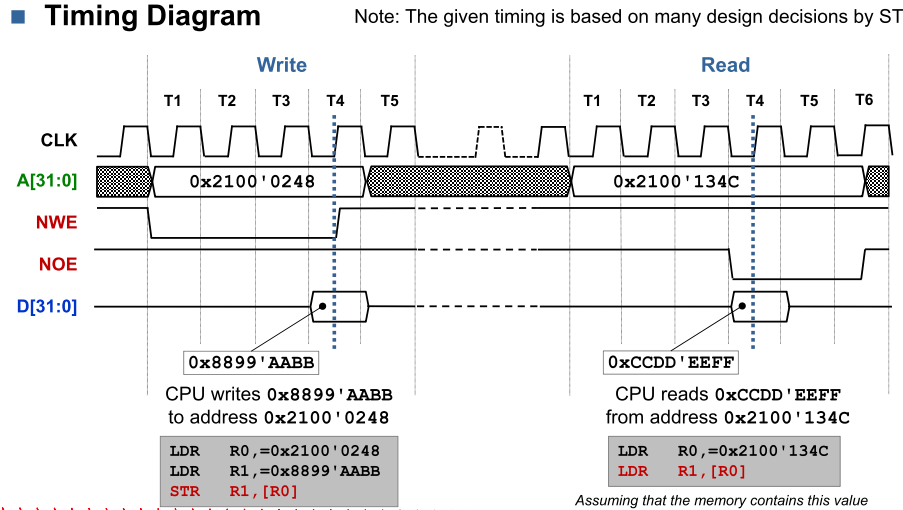 Timing Diagram
Note: The given timing is based on many design decisions by ST
Write
Read
T1 T2 T3 T4 T5
T1 T2 T3 T4 T5 T6
CLK
A[31:0]
0x2100'0248
0x2100'134C
NWE
NOE
D[31:0]
0x8899'AABB
0xCCDD'EEFF
CPU writes 0x8899'AABB
to address 0x2100'0248
CPU reads 0xCCDD'EEFF
from address 0x2100'134C
LDR R0,=0x2100'0248
LDR R1,=0x8899'AABB
STR R1,[R0]
LDR R0,=0x2100'134C
LDR R1,[R0]
Assuming that the memory contains this value